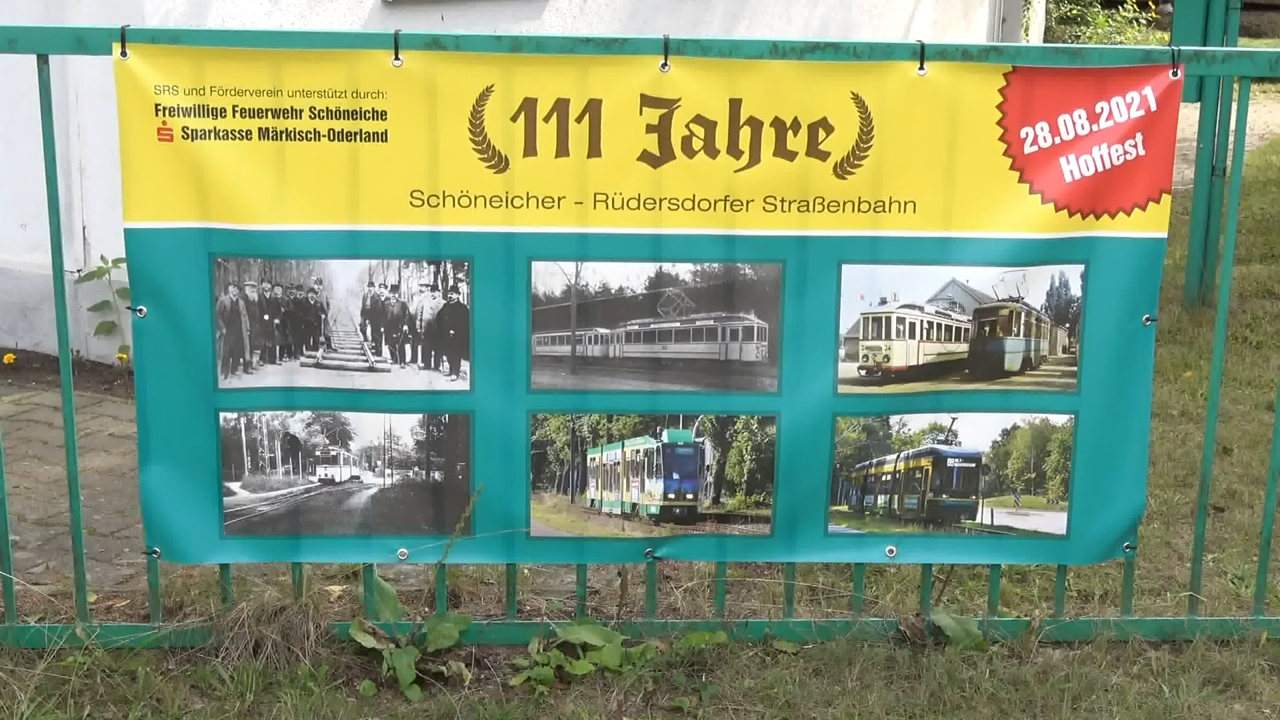 SRS und Förderverein unterstützt durch:
Freiwillige Feuerwehr Schöneiche
Sparkasse Märkisch-Oderland
111 Jahre
Schöneicher - Rüdersdorfer Straßenbahn
28.08.2021
Hoffest